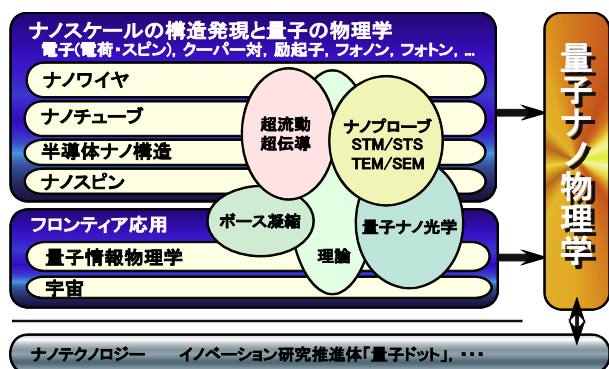 ナノスケールの構造発現と量子の物理学
電子(電荷・スピン), クーパー対, 励起子, フォノン, フォトン, ...
ナノワイヤ
ナノチューブ
半導体ナノ構造
ナノスピン
超流動
超伝導
ナノプローブ
STM/STS
TEM/SEM
フロンティア応用
ボース凝縮
量子ナノ光学
理論
量子情報物理学
宇宙
量子ナノ物理学
ナノテクノロジー　イノベーション研究推進体「量子ドット」, ・・・